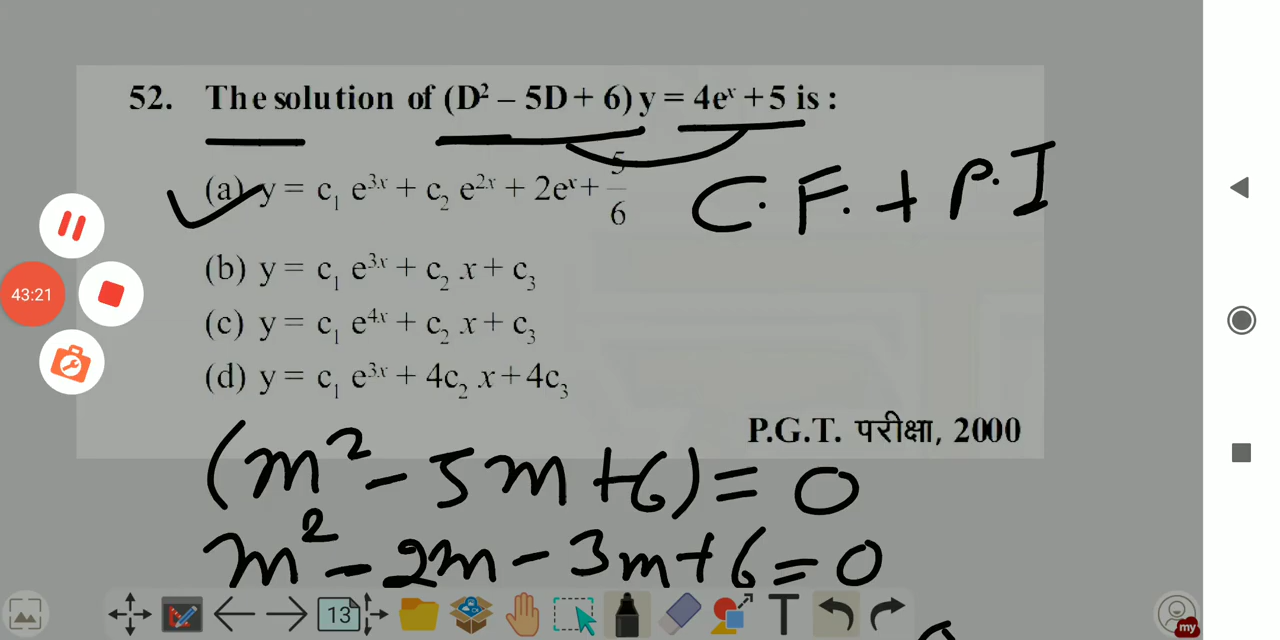 52. The solution of (D² – 5D + 6) y = 4eˣ + 5 is :
(a) y = c₁ e³ˣ + c₂ e²ˣ + 2eˣ + 5/6
C.F. + P.I
(b) y = c₁ e³ˣ + c₂ x + c₃
(c) y = c₁ e⁴ˣ + c₂ x + c₃
(d) y = c₁ e³ˣ + 4c₂ x + 4c₃
P.G.T. परीक्षा, 2000
(m² - 5m + 6) = 0
m² - 2m - 3m + 6 = 0
43:21
13
T
my